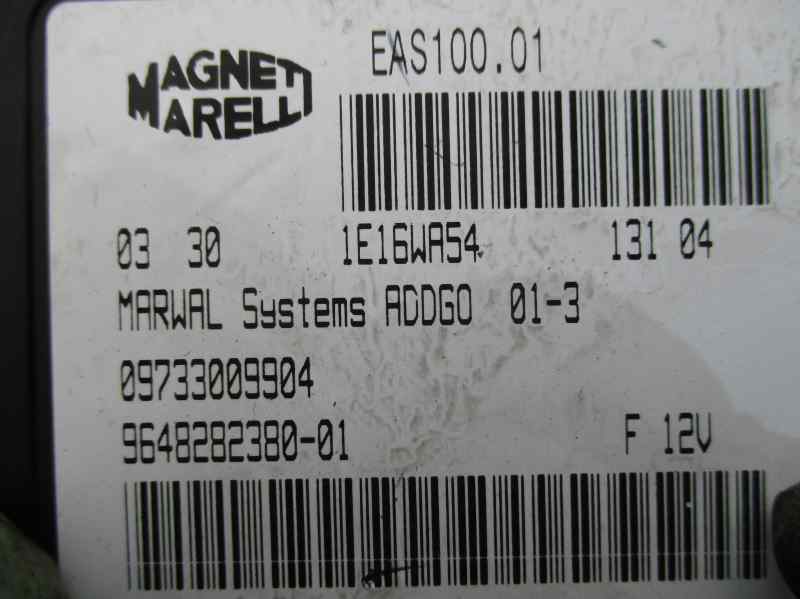 MAGNETI
MARELLI
EAS100.01
03 30 1E16WA54 131 04
MARWAL Systems ADDGO 01-3
09733009904
9648282380-01 F 12V